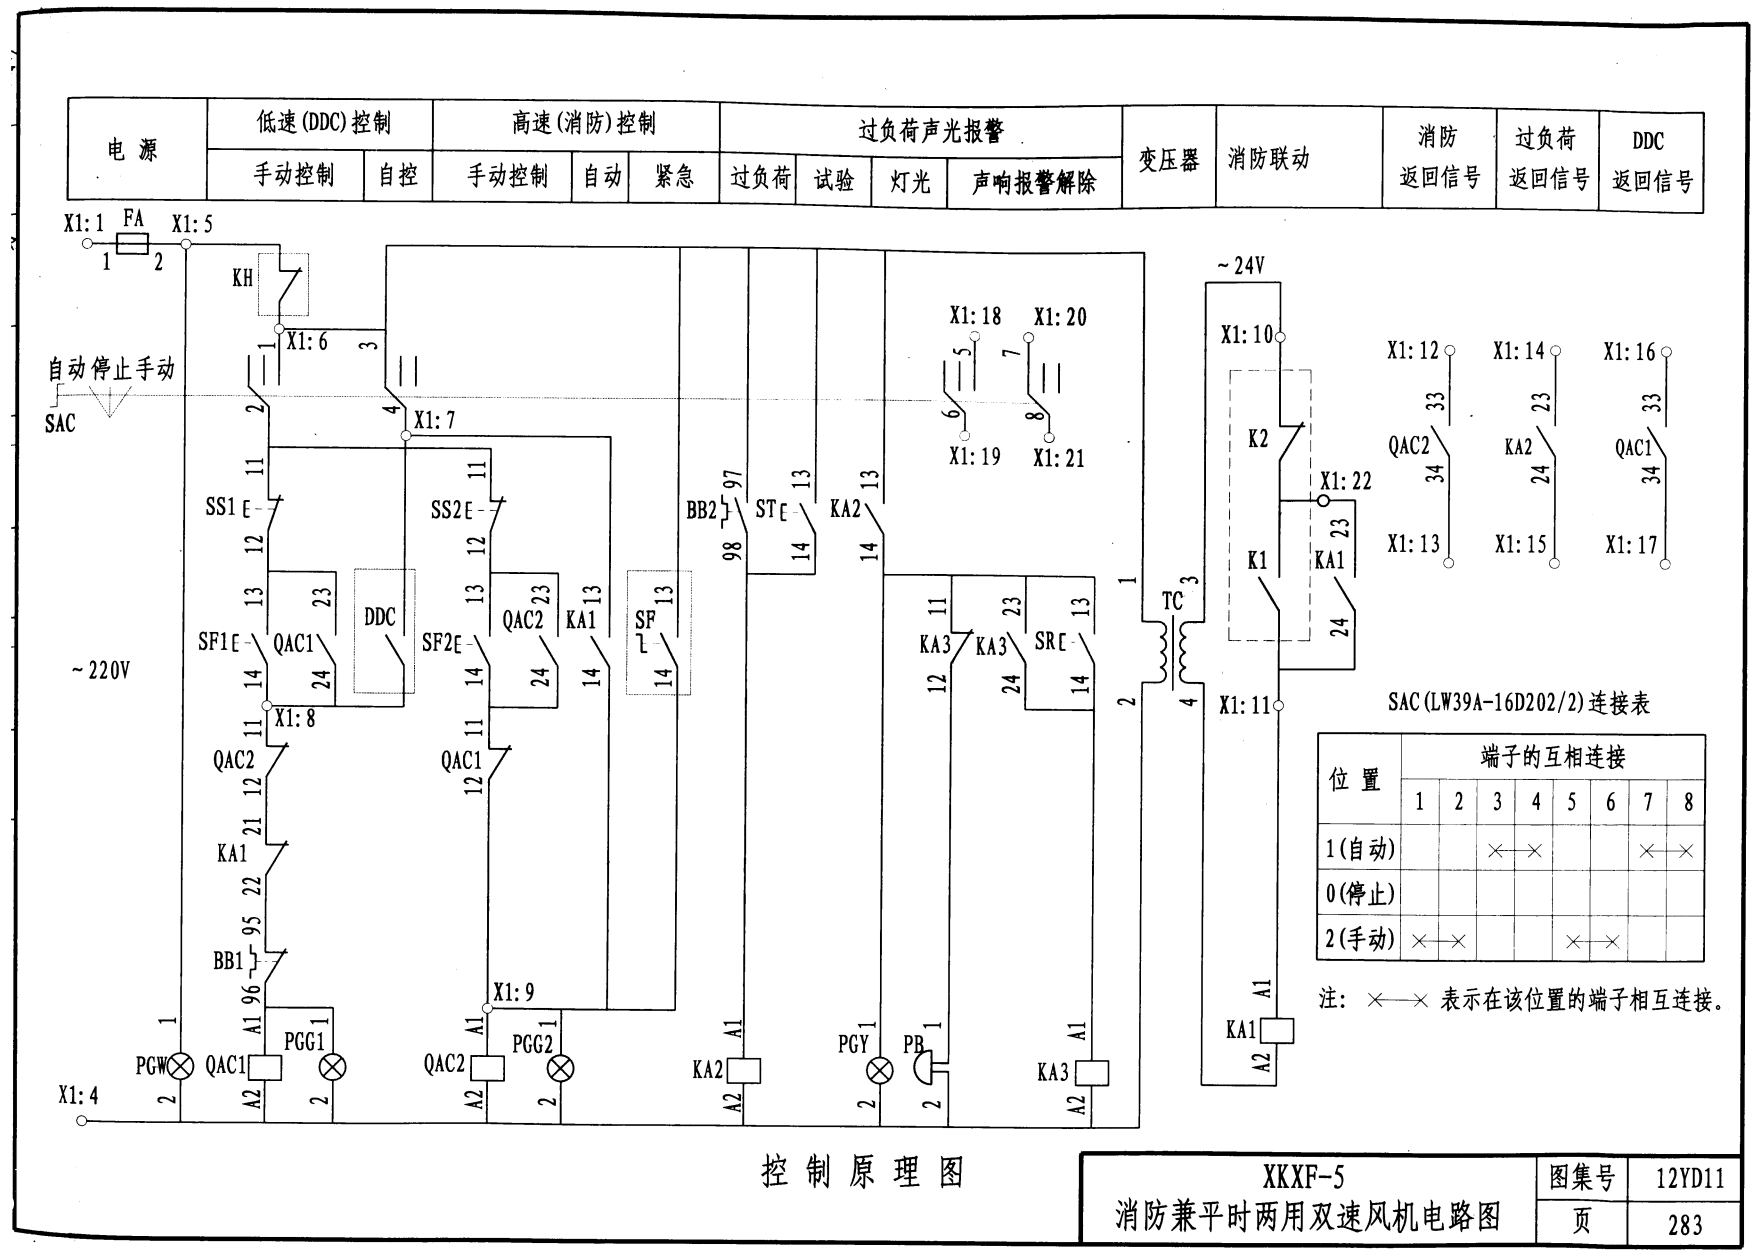 电 源
低速(DDC)控制
高速(消防)控制
过负荷声光报警
变压器
消防联动
消防
返回信号
过负荷
返回信号
DDC
返回信号
手动控制
自控
手动控制
自动
紧急
过负荷
试验
灯光
声响报警解除
X1:1
FA
X1:5
1
2
KH
X1:6
1
3
自动 停止 手动
SAC
2
4
X1:7
X1:18
X1:20
5
7
6
8
X1:19
X1:21
~24V
X1:10
K2
X1:22
K1
23
KA1
24
X1:11
X1:12
X1:14
X1:16
33
23
33
QAC2
KA2
QAC1
34
24
34
X1:13
X1:15
X1:17
11
SS1
12
11
SS2
12
97
BB2
98
13
ST
14
13
KA2
14
13
SF1
14
23
QAC1
24
DDC
13
SF2
14
23
QAC2
24
13
KA1
14
13
SF
14
11
KA3
12
23
KA3
24
13
SR
14
1
TC
3
2
4
~220V
X1:8
11
QAC2
12
11
QAC1
12
21
KA1
22
95
BB1
96
X1:9
1
PGW
2
A1
QAC1
A2
1
PGG1
2
A1
QAC2
A2
1
PGG2
2
A1
KA2
A2
1
PGY
2
1
PB
2
A1
KA3
A2
A1
KA1
A2
X1:4
SAC(LW39A-16D202/2)连接表
位 置
端子的互相连接
1 2 3 4 5 6 7 8
1(自动) ×—× ×—×
0(停止)
2(手动) ×—× ×—×
注: ×—× 表示在该位置的端子相互连接。
控制原理图
XKXF-5
消防兼平时两用双速风机电路图
图集号
12YD11
页
283